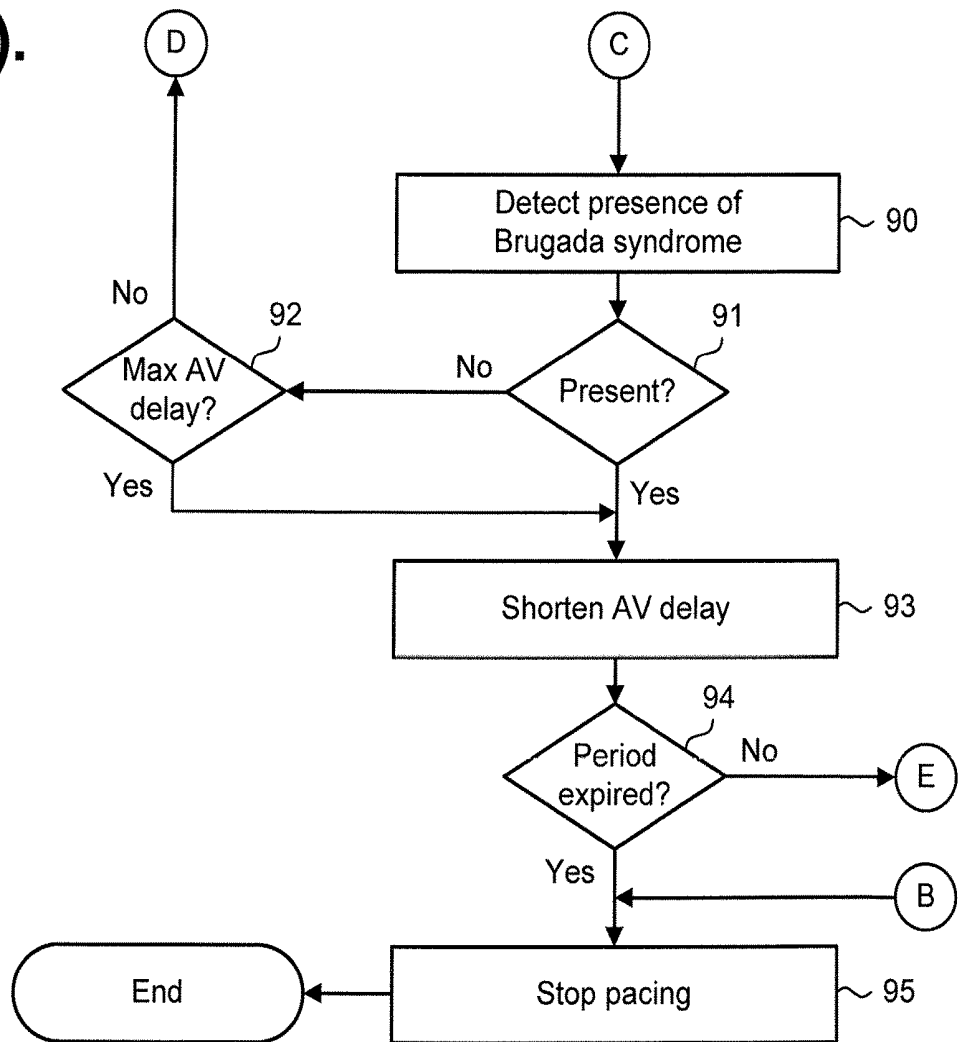 ).
D
C
Detect presence of
Brugada syndrome
90
No
92
91
Max AV
delay?
No
Present?
Yes
Yes
Shorten AV delay
93
94
Period
expired?
No
E
Yes
B
End
Stop pacing
95